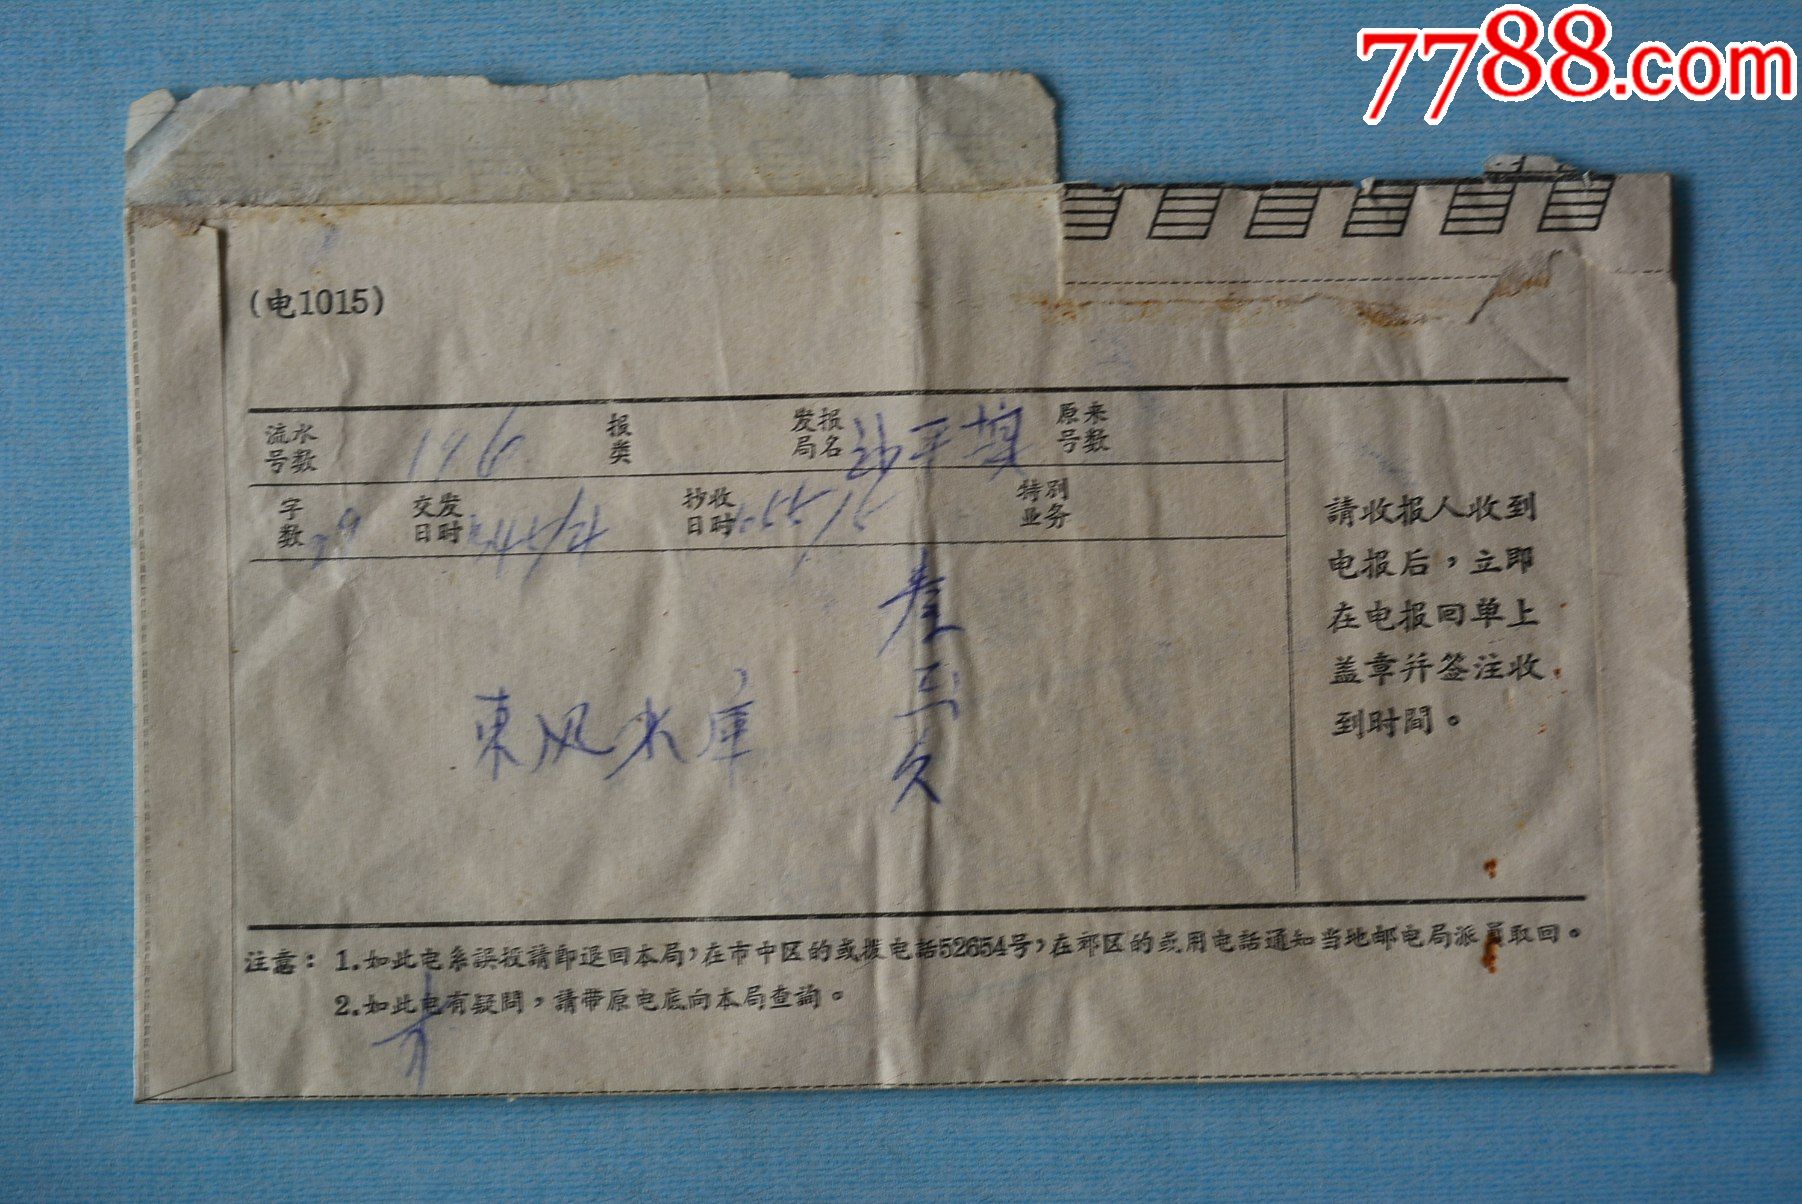 7788.com
(电1015)
流水号数 196 报类 发报局名 沙平垻 原来号数
字数 29 交发日时 抄收日时 特别业务
東风水库
請收报人收到
电报后，立即
在电报回单上
盖章并签注收
到时間。
注意：1.如此电系誤投請即退回本局，在市中区的或拨电話52654号，在郊区的或用电話通知当地邮电局派員取回。
2.如此电有疑問，請带原电底向本局查詢。